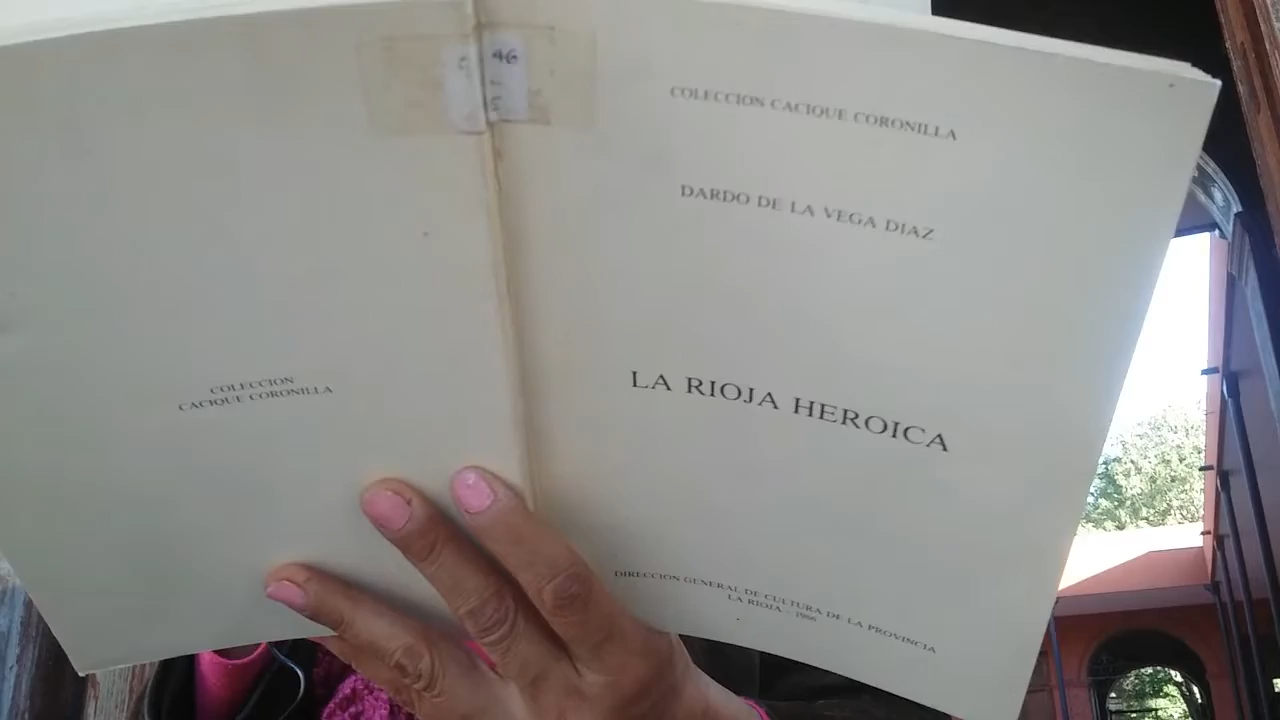 COLECCION
CACIQUE CORONILLA
46
COLECCION CACIQUE CORONILLA
DARDO DE LA VEGA DIAZ
LA RIOJA HEROICA
DIRECCION GENERAL DE CULTURA DE LA PROVINCIA
LA RIOJA -